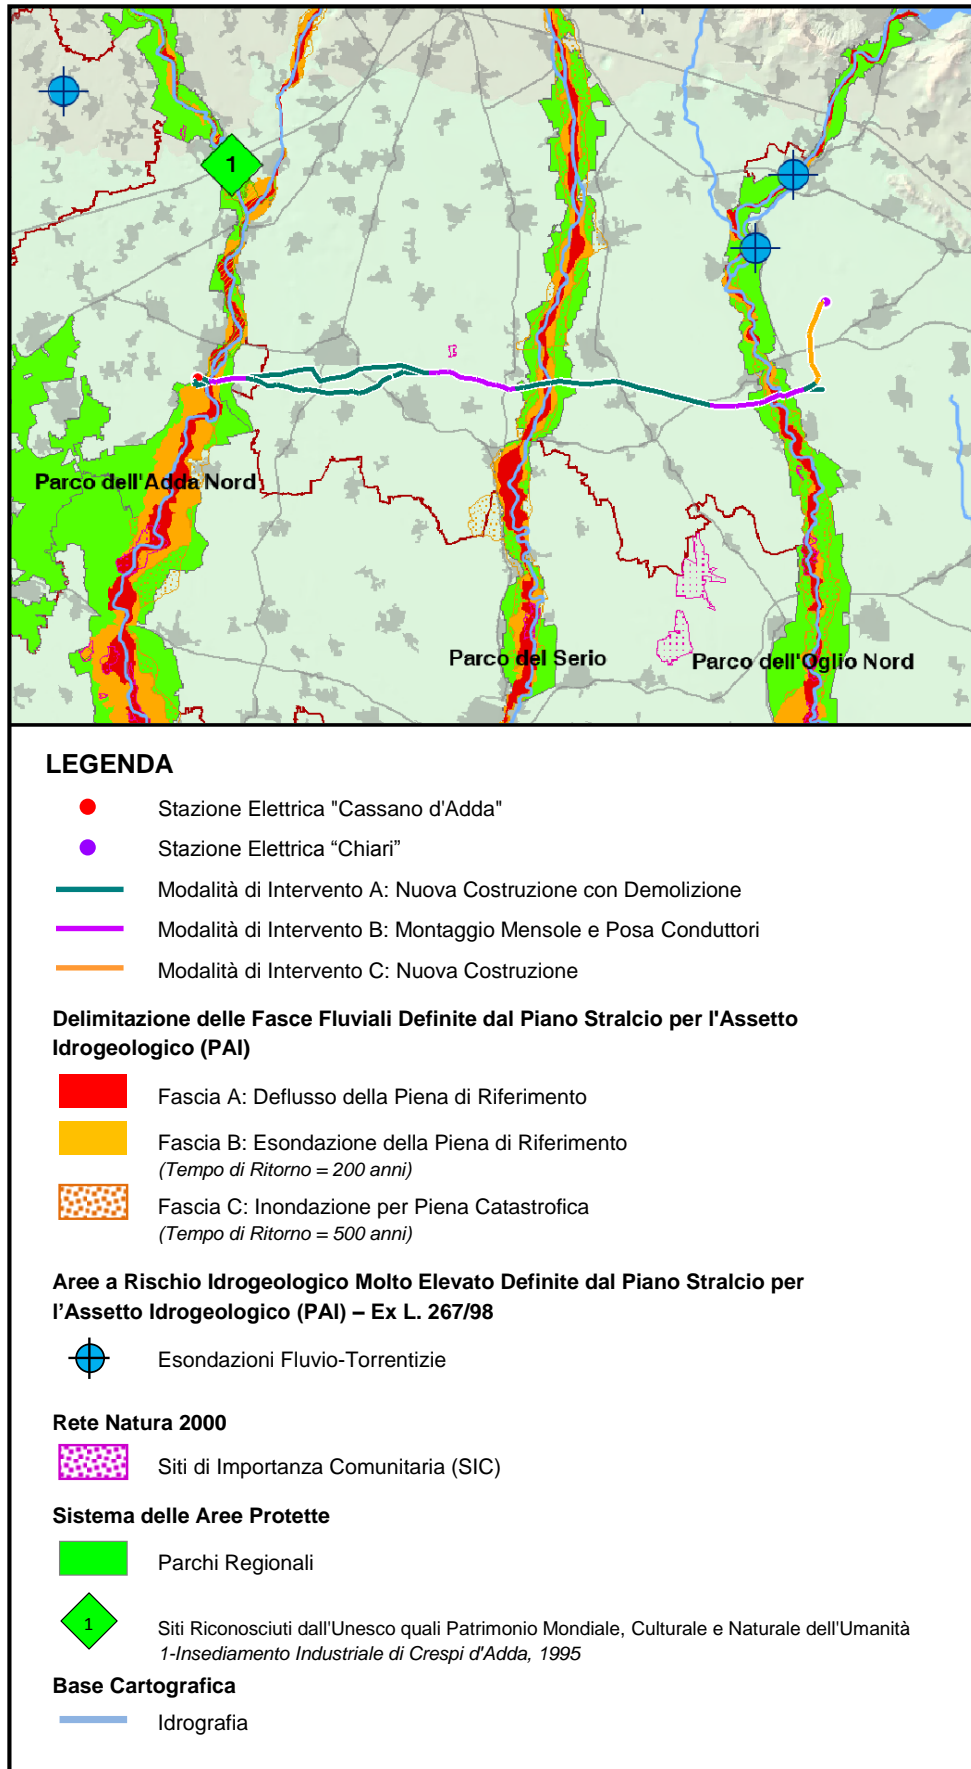 1
Parco dell'Adda Nord
Parco del Serio
Parco dell'Oglio Nord
LEGENDA
Stazione Elettrica "Cassano d'Adda"
Stazione Elettrica “Chiari”
Modalità di Intervento A: Nuova Costruzione con Demolizione
Modalità di Intervento B: Montaggio Mensole e Posa Conduttori
Modalità di Intervento C: Nuova Costruzione
Delimitazione delle Fasce Fluviali Definite dal Piano Stralcio per l'Assetto
Idrogeologico (PAI)
Fascia A: Deflusso della Piena di Riferimento
Fascia B: Esondazione della Piena di Riferimento
(Tempo di Ritorno = 200 anni)
Fascia C: Inondazione per Piena Catastrofica
(Tempo di Ritorno = 500 anni)
Aree a Rischio Idrogeologico Molto Elevato Definite dal Piano Stralcio per
l’Assetto Idrogeologico (PAI) – Ex L. 267/98
Esondazioni Fluvio-Torrentizie
Rete Natura 2000
Siti di Importanza Comunitaria (SIC)
Sistema delle Aree Protette
Parchi Regionali
1
Siti Riconosciuti dall'Unesco quali Patrimonio Mondiale, Culturale e Naturale dell'Umanità
1-Insediamento Industriale di Crespi d'Adda, 1995
Base Cartografica
Idrografia